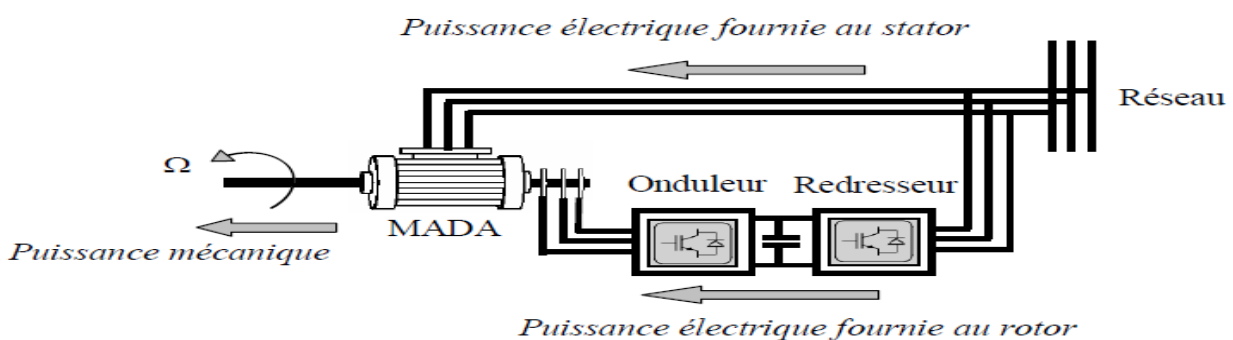 Puissance électrique fournie au stator
Réseau
Ω
Onduleur
Redresseur
MADA
Puissance mécanique
Puissance électrique fournie au rotor